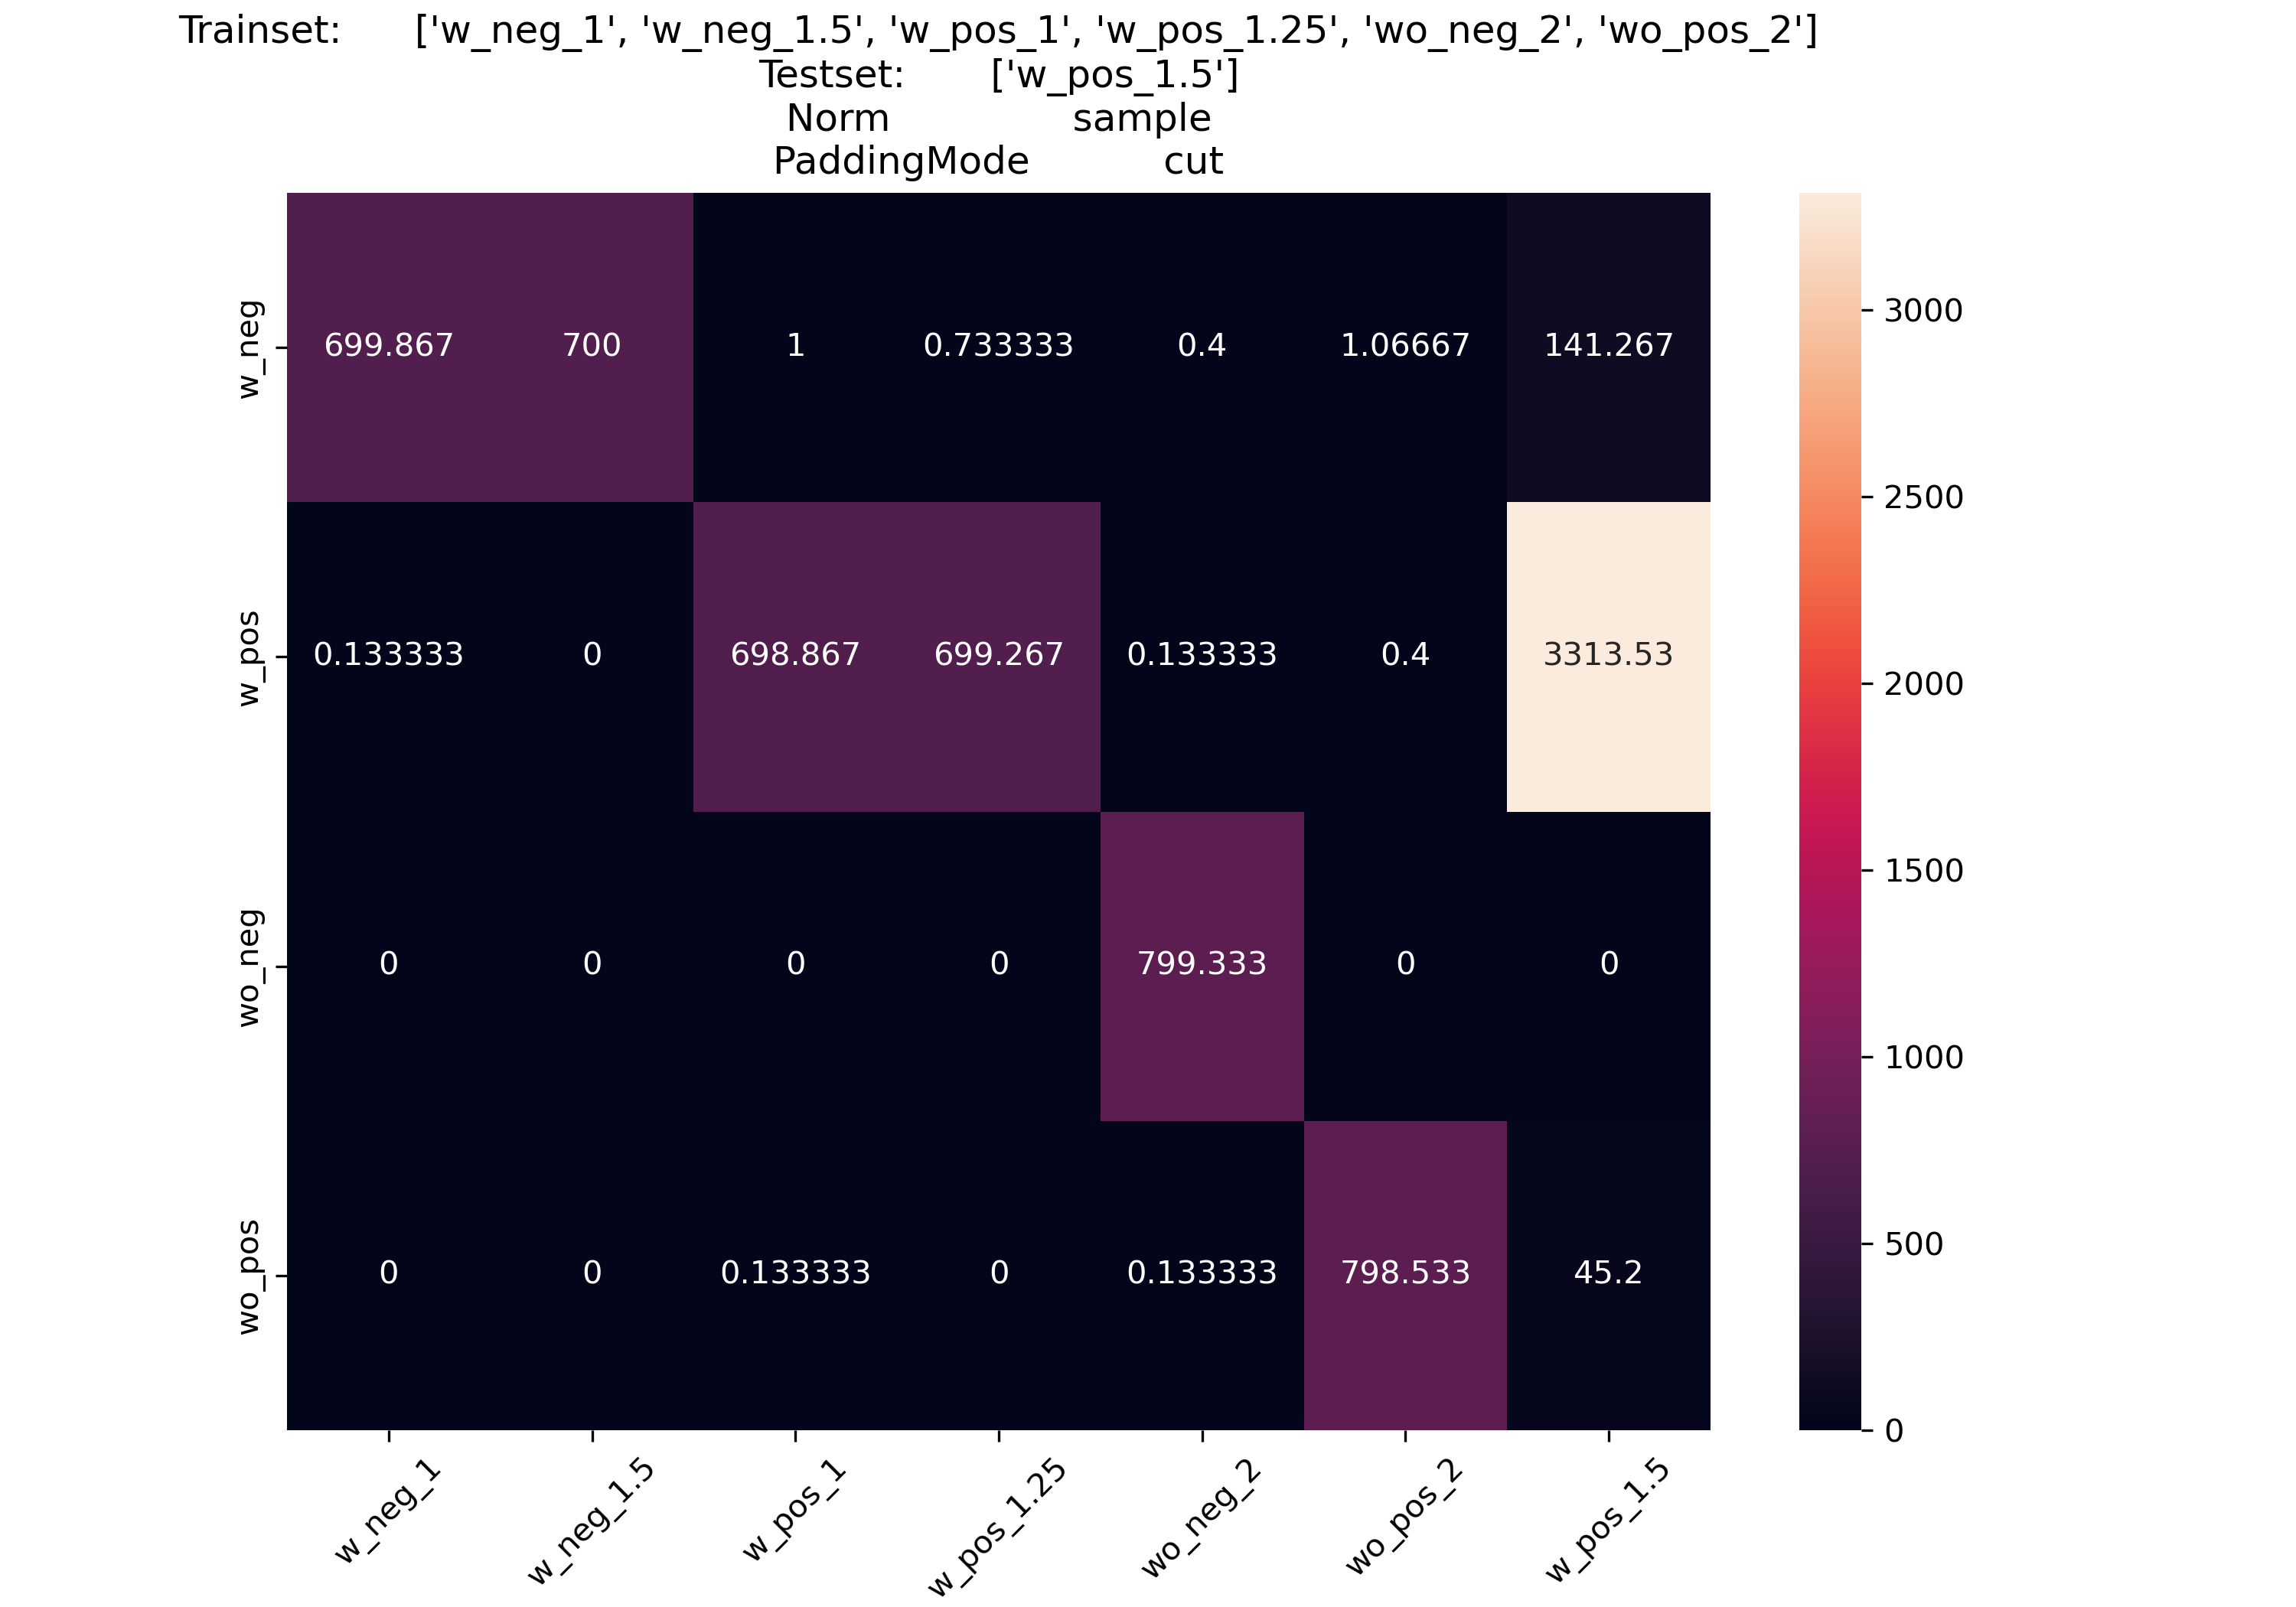 Trainset: ['w_neg_1', 'w_neg_1.5', 'w_pos_1', 'w_pos_1.25', 'wo_neg_2', 'wo_pos_2']
Testset: ['w_pos_1.5']
Norm sample
PaddingMode cut
w_neg 699.867 700 1 0.733333 0.4 1.06667 141.267
w_pos 0.133333 0 698.867 699.267 0.133333 0.4 3313.53
wo_neg 0 0 0 0 799.333 0 0
wo_pos 0 0 0.133333 0 0.133333 798.533 45.2
w_neg_1 w_neg_1.5 w_pos_1 w_pos_1.25 wo_neg_2 wo_pos_2 w_pos_1.5
3000
2500
2000
1500
1000
500
0